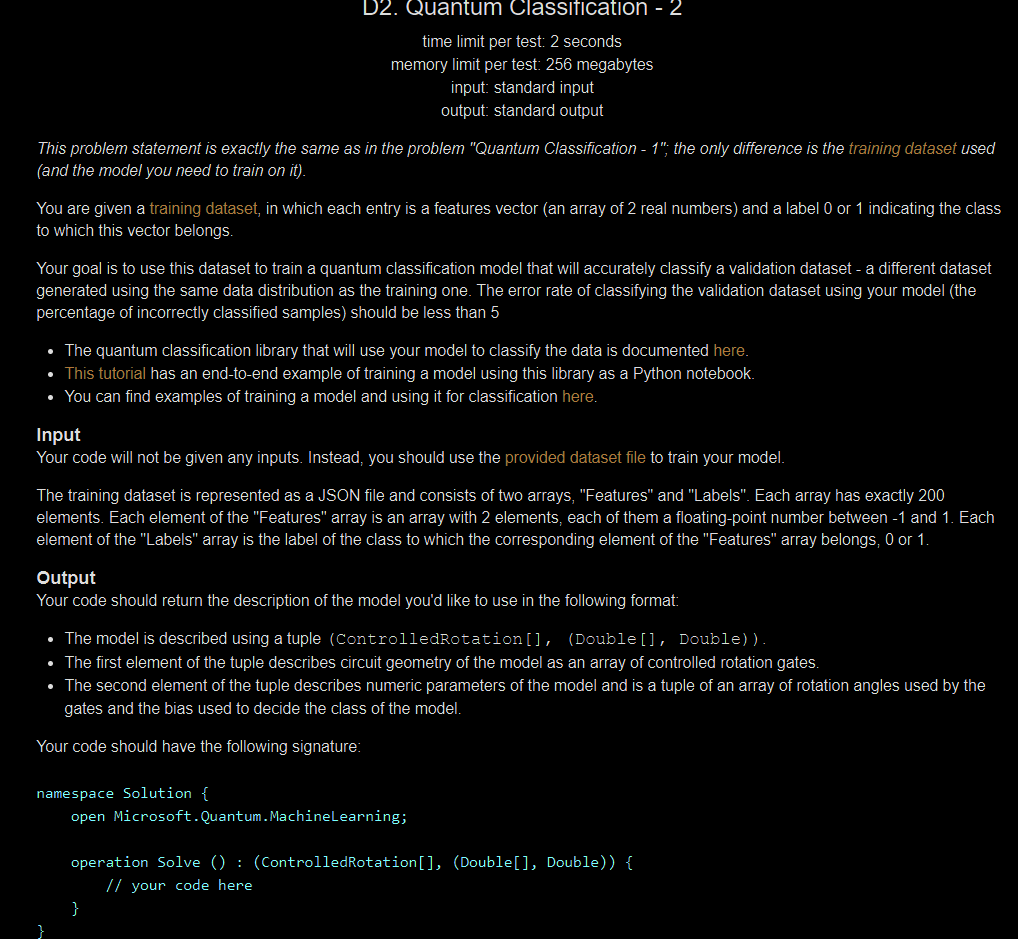 D2. Quantum Classification - 2
time limit per test: 2 seconds
memory limit per test: 256 megabytes
input: standard input
output: standard output
This problem statement is exactly the same as in the problem "Quantum Classification - 1"; the only difference is the training dataset used
(and the model you need to train on it).
You are given a training dataset, in which each entry is a features vector (an array of 2 real numbers) and a label 0 or 1 indicating the class
to which this vector belongs.
Your goal is to use this dataset to train a quantum classification model that will accurately classify a validation dataset - a different dataset
generated using the same data distribution as the training one. The error rate of classifying the validation dataset using your model (the
percentage of incorrectly classified samples) should be less than 5
• The quantum classification library that will use your model to classify the data is documented here.
• This tutorial has an end-to-end example of training a model using this library as a Python notebook.
• You can find examples of training a model and using it for classification here.
Input
Your code will not be given any inputs. Instead, you should use the provided dataset file to train your model.
The training dataset is represented as a JSON file and consists of two arrays, "Features" and "Labels". Each array has exactly 200
elements. Each element of the "Features" array is an array with 2 elements, each of them a floating-point number between -1 and 1. Each
element of the "Labels" array is the label of the class to which the corresponding element of the "Features" array belongs, 0 or 1.
Output
Your code should return the description of the model you'd like to use in the following format:
• The model is described using a tuple (ControlledRotation[], (Double[], Double)).
• The first element of the tuple describes circuit geometry of the model as an array of controlled rotation gates.
• The second element of the tuple describes numeric parameters of the model and is a tuple of an array of rotation angles used by the
gates and the bias used to decide the class of the model.
Your code should have the following signature:
namespace Solution {
    open Microsoft.Quantum.MachineLearning;
    operation Solve () : (ControlledRotation[], (Double[], Double)) {
        // your code here
    }
}